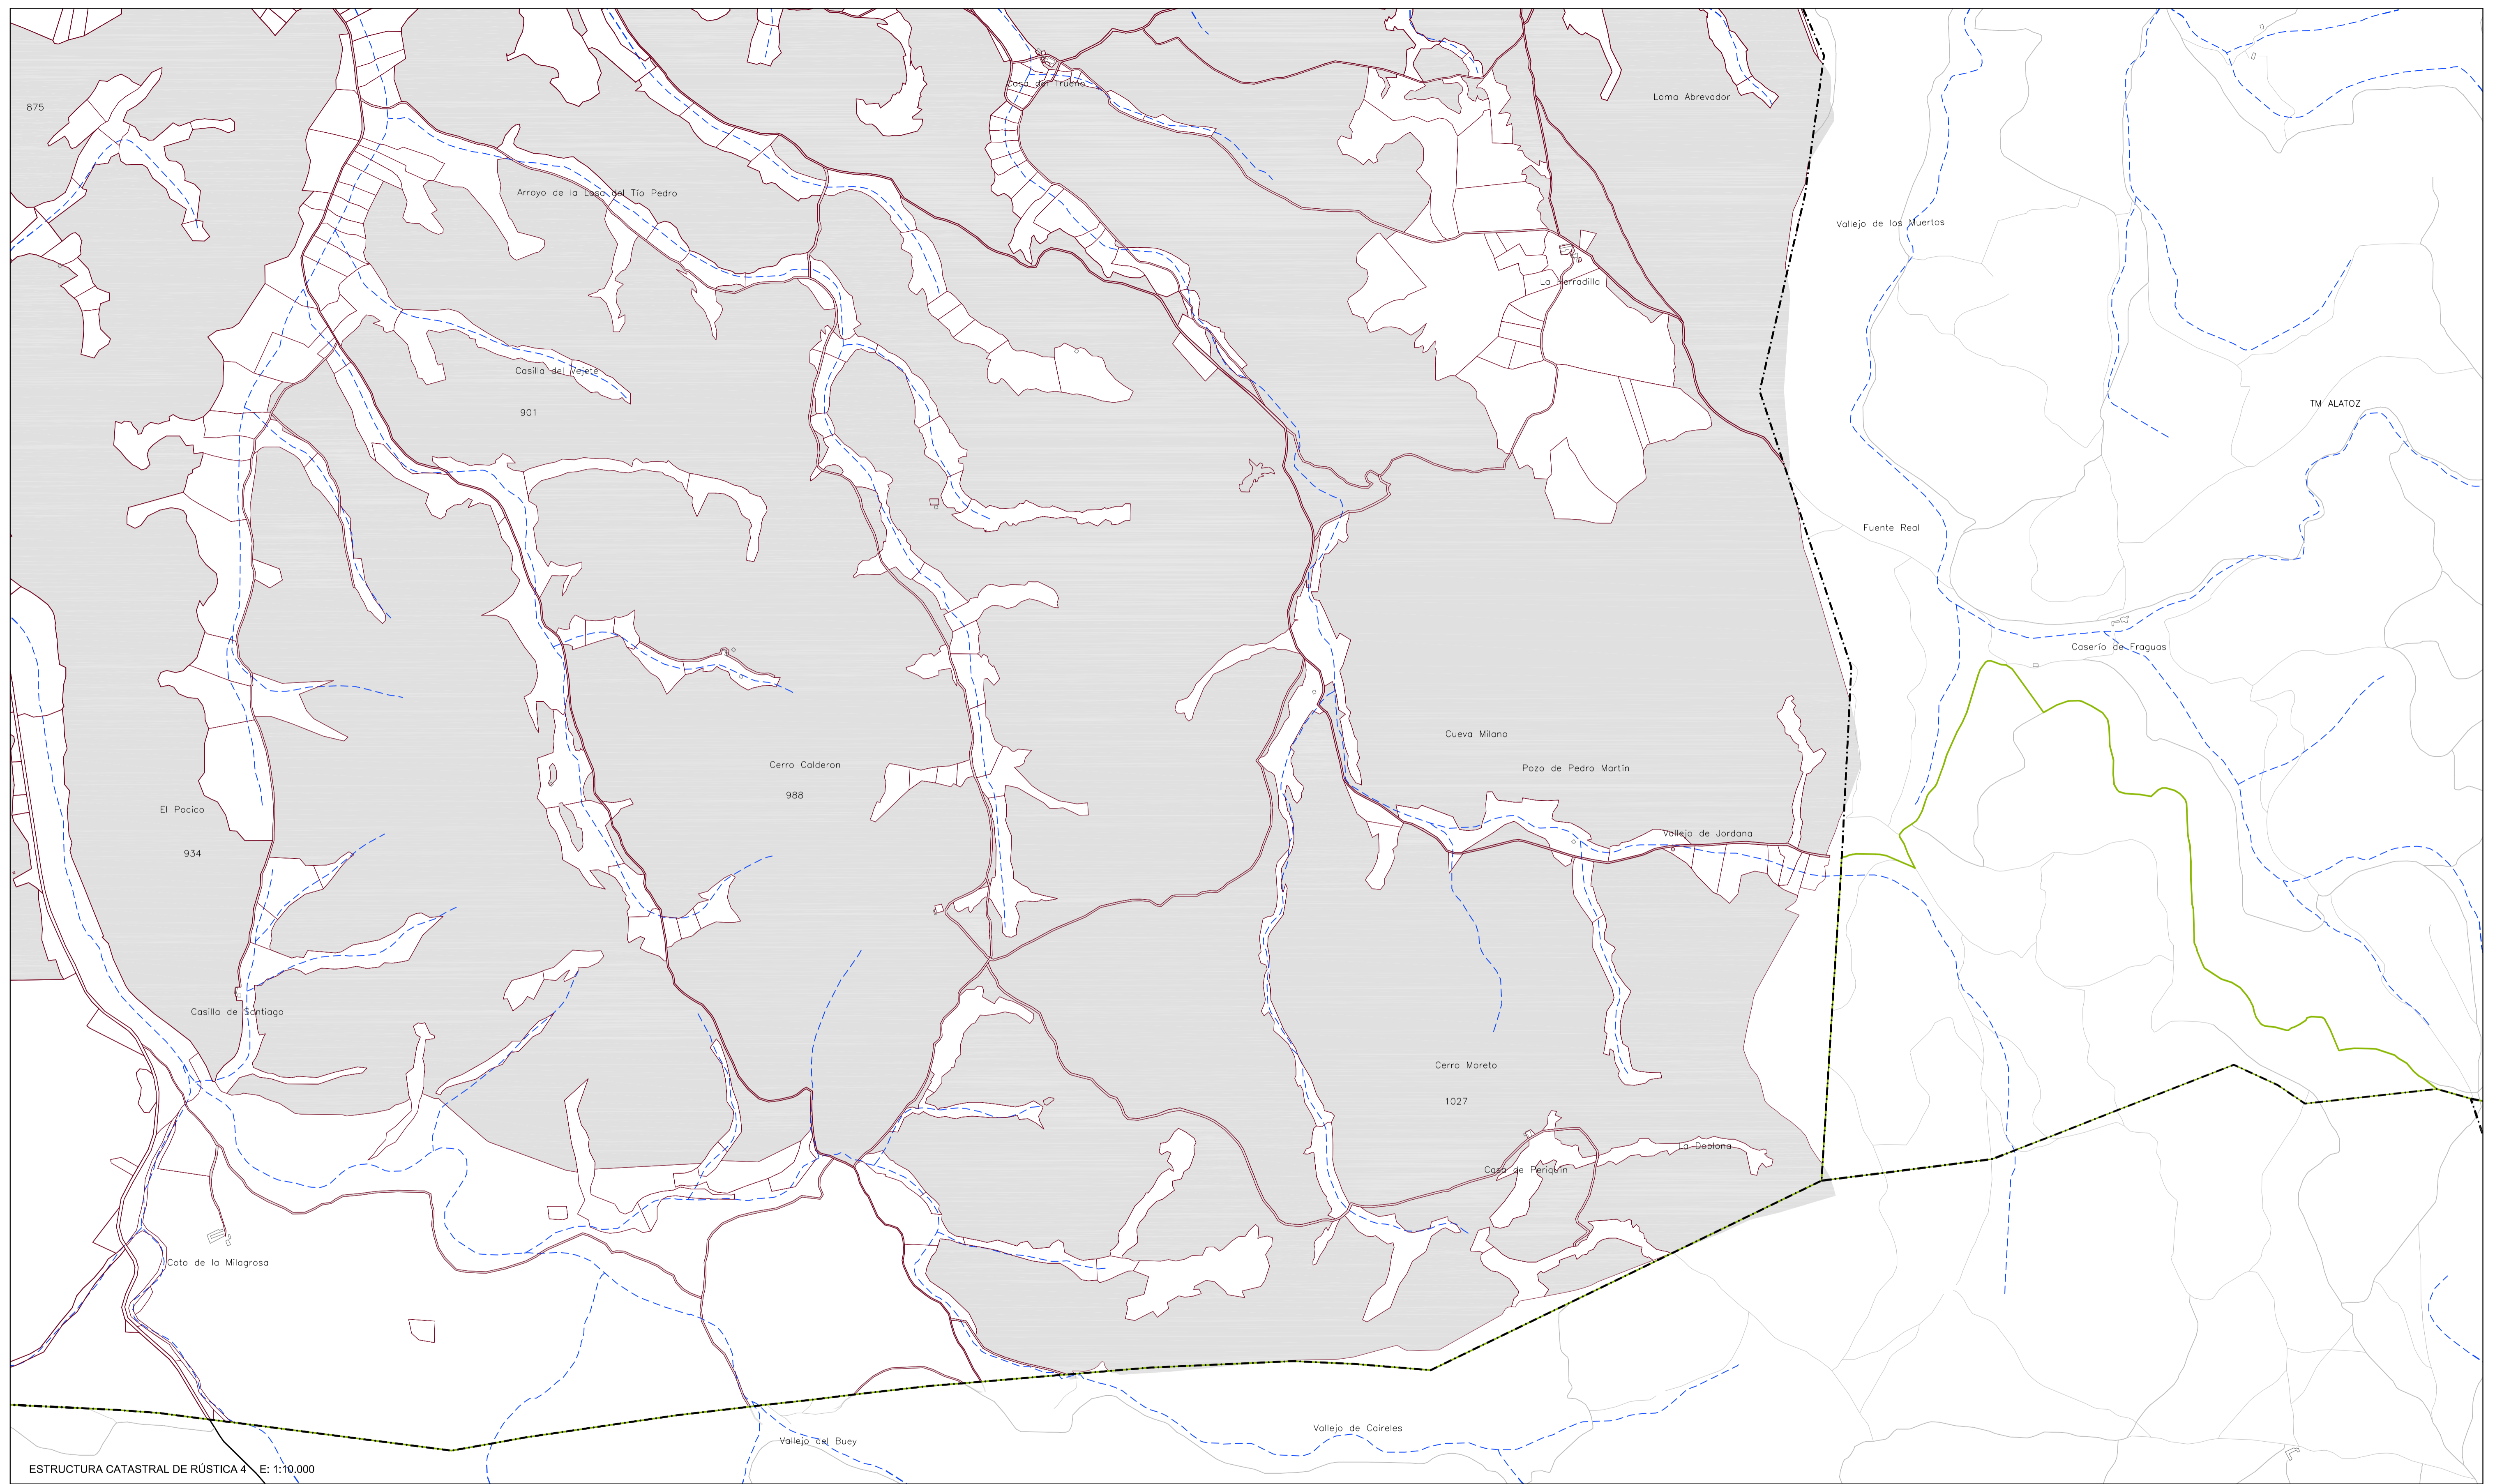 Casa del Trueno
Loma Abrevador
875
Arroyo de la Losa del Tío Pedro
Vallejo de los Muertos
La Herradilla
Casilla del Vejete
901
TM ALATOZ
Fuente Real
Caserío de Fraguas
Cueva Milano
Cerro Calderon
Pozo de Pedro Martín
988
El Pocico
Vallejo de Jordana
934
Casilla de Santiago
Cerro Moreto
1027
La Doblona
Casa de Periquín
Coto de la Milagrosa
Vallejo de Caireles
Vallejo del Buey
ESTRUCTURA CATASTRAL DE RÚSTICA 4 E: 1:10.000